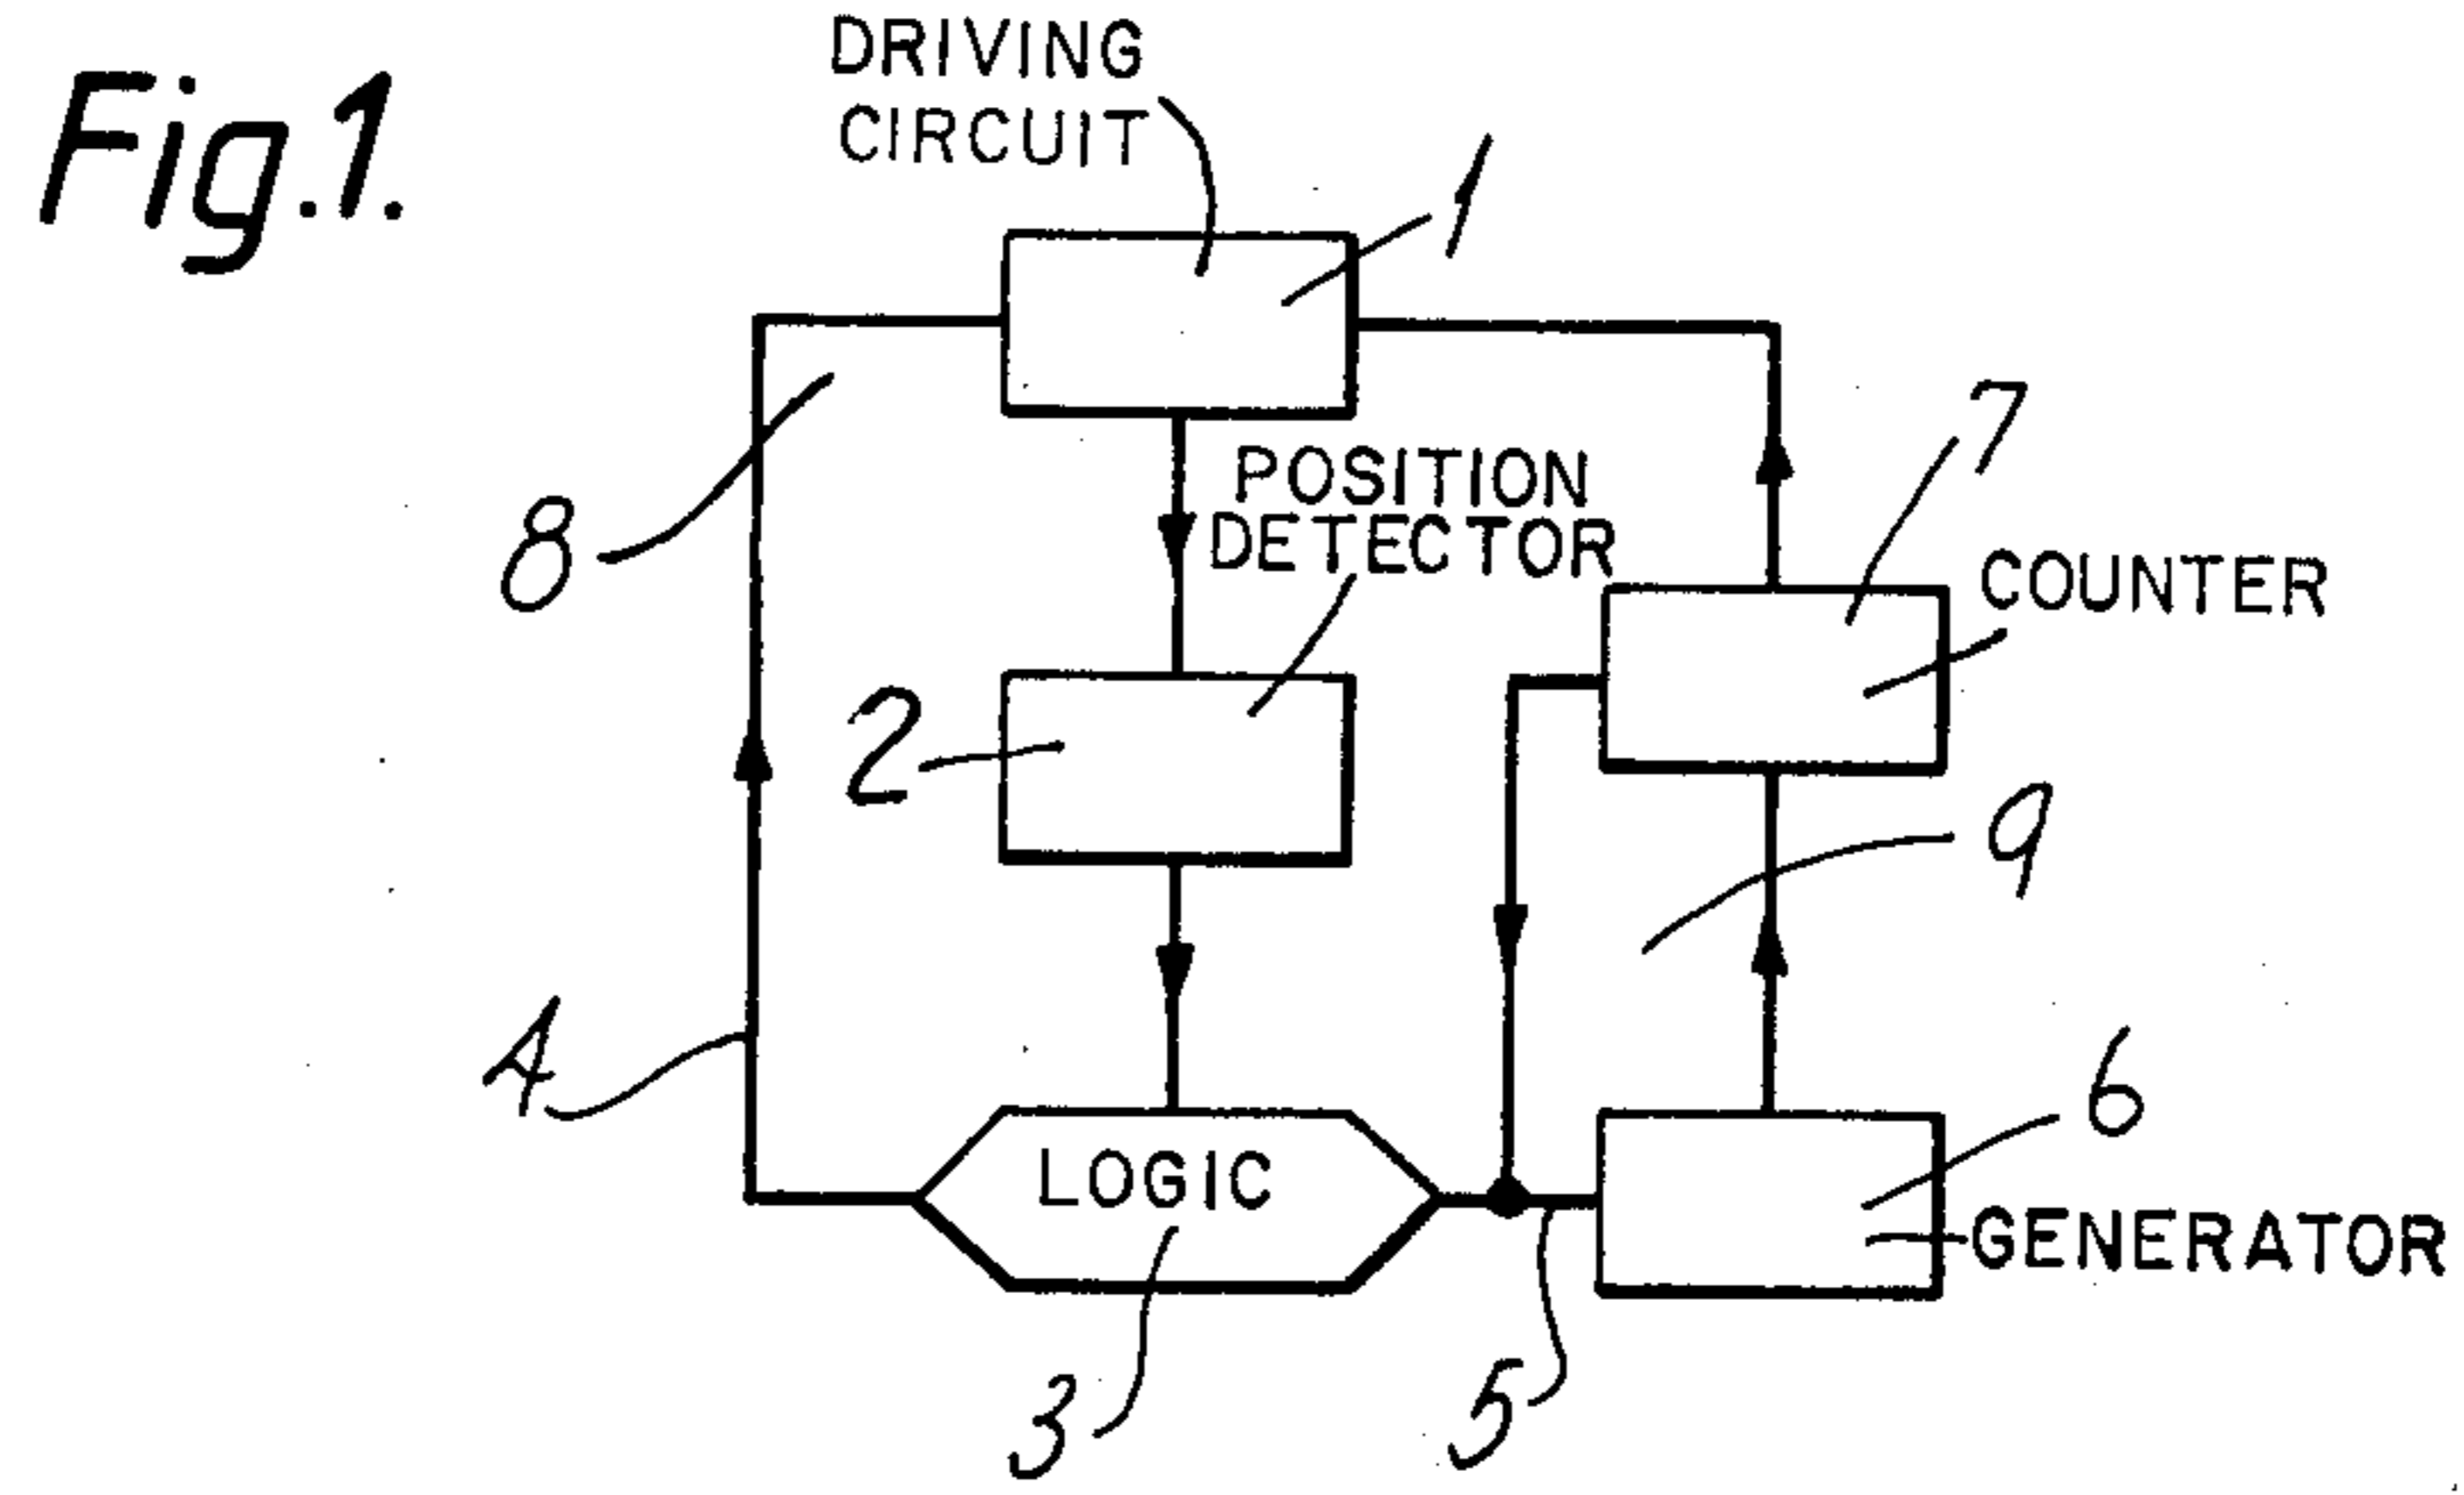 Fig.1.
DRIVING
CIRCUIT
1
POSITION
DETECTOR
7
8
COUNTER
2
9
4
6
LOGIC
GENERATOR
3
5